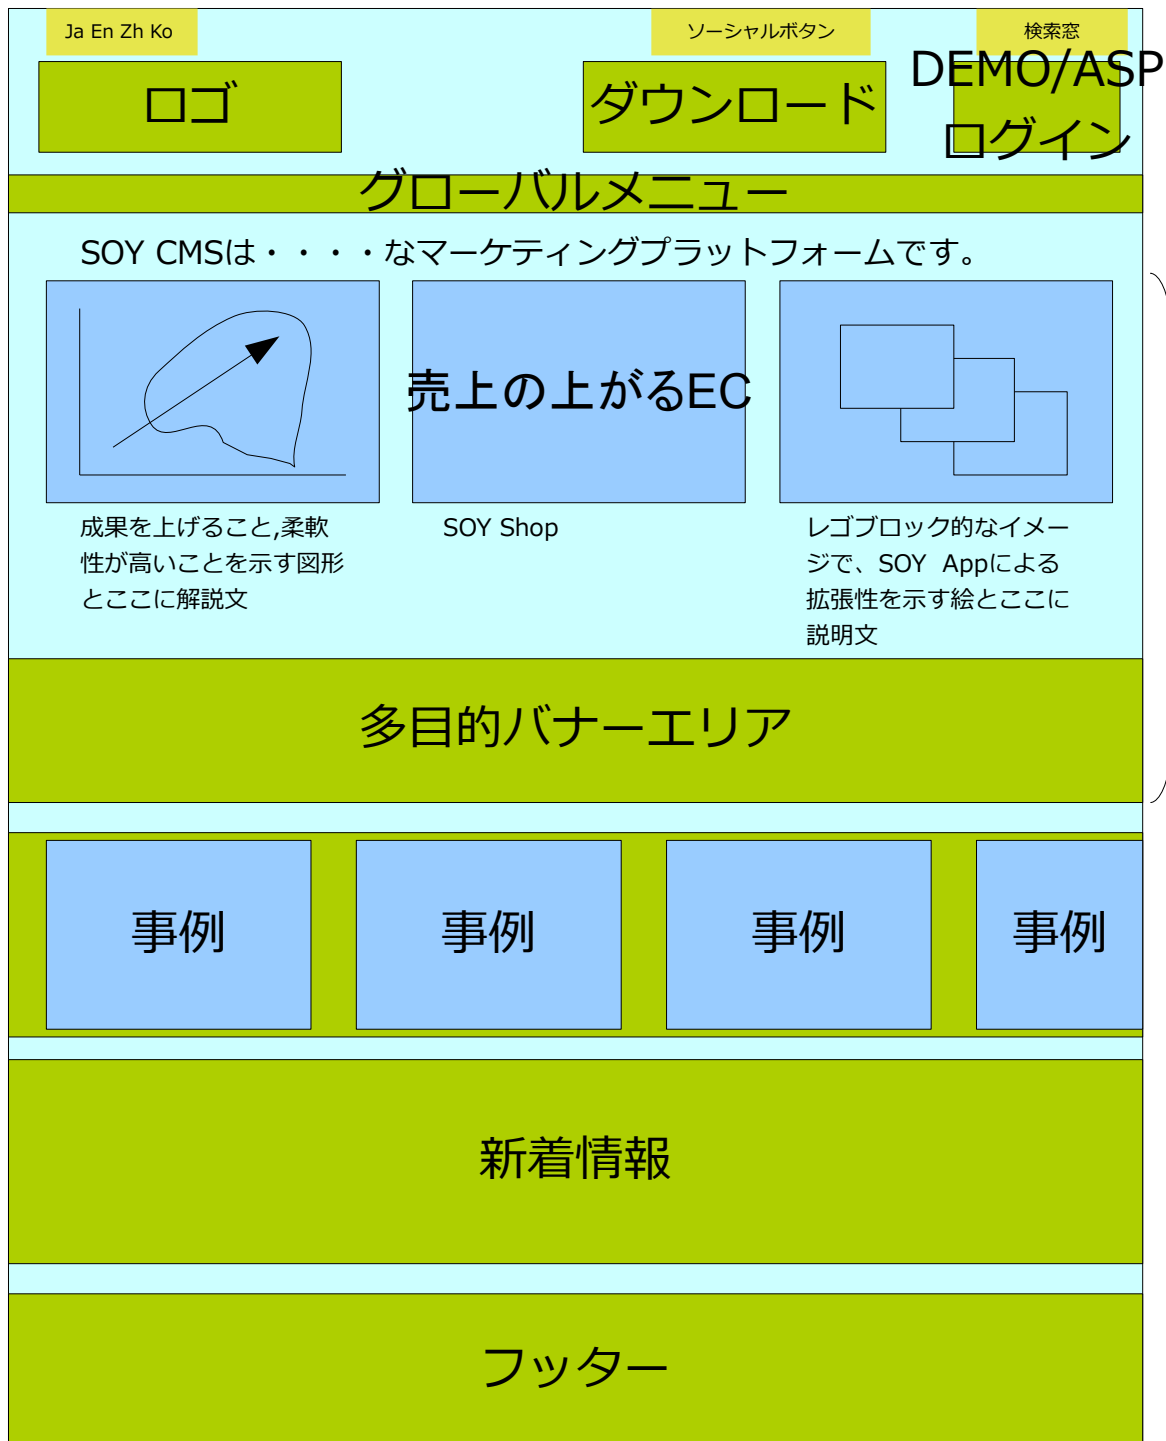 Ja En Zh Ko
ソーシャルボタン
検索窓
ロゴ
ダウンロード
DEMO/ASP
ログイン
グローバルメニュー
SOY CMSは・・・・なマーケティングプラットフォームです。
売上の上がるEC
成果を上げること,柔軟
性が高いことを示す図形
とここに解説文
SOY Shop
レゴブロック的なイメー
ジで、SOY Appによる
拡張性を示す絵とここに
説明文
多目的バナーエリア
事例
事例
事例
事例
新着情報
フッター